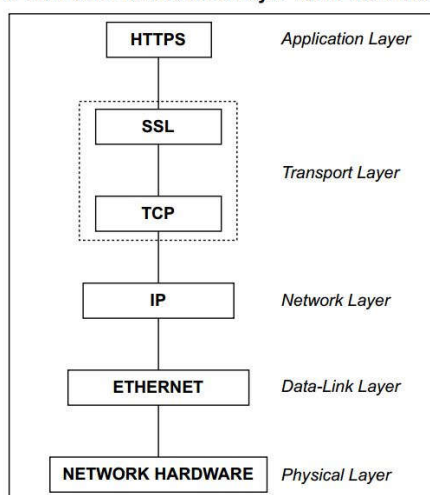 HTTPS Application Layer
SSL
Transport Layer
TCP
IP Network Layer
ETHERNET Data-Link Layer
NETWORK HARDWARE Physical Layer